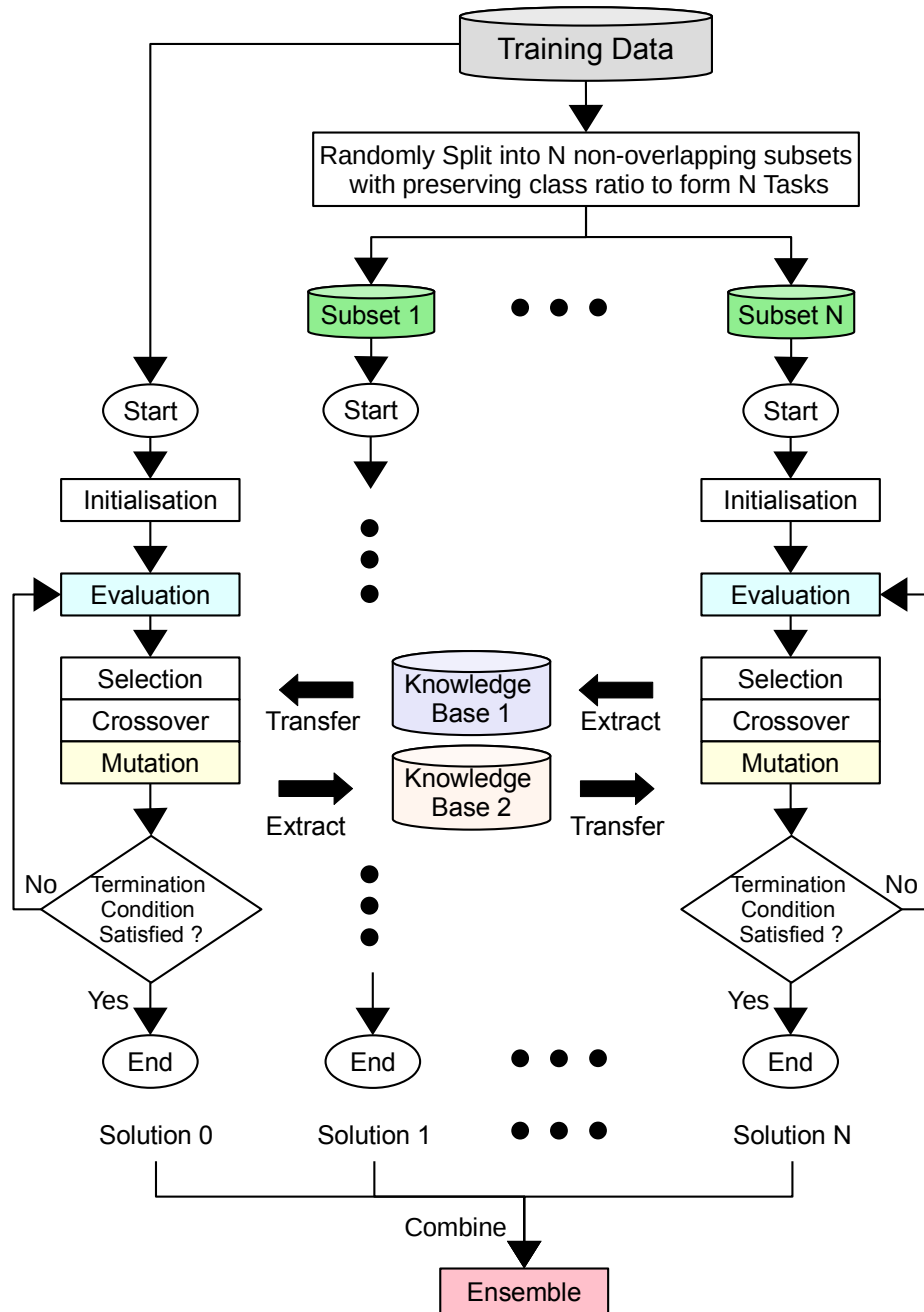 Training Data
Randomly Split into N non-overlapping subsets
with preserving class ratio to form N Tasks
Subset 1
Subset N
Start
Start
Start
Initialisation
Initialisation
Evaluation
Evaluation
Selection
Crossover
Mutation
Transfer
Knowledge
Base 1
Extract
Selection
Crossover
Mutation
Extract
Knowledge
Base 2
Transfer
No
Termination
Condition
Satisfied ?
Termination
Condition
Satisfied ?
No
Yes
Yes
End
End
End
Solution 0
Solution 1
Solution N
Combine
Ensemble